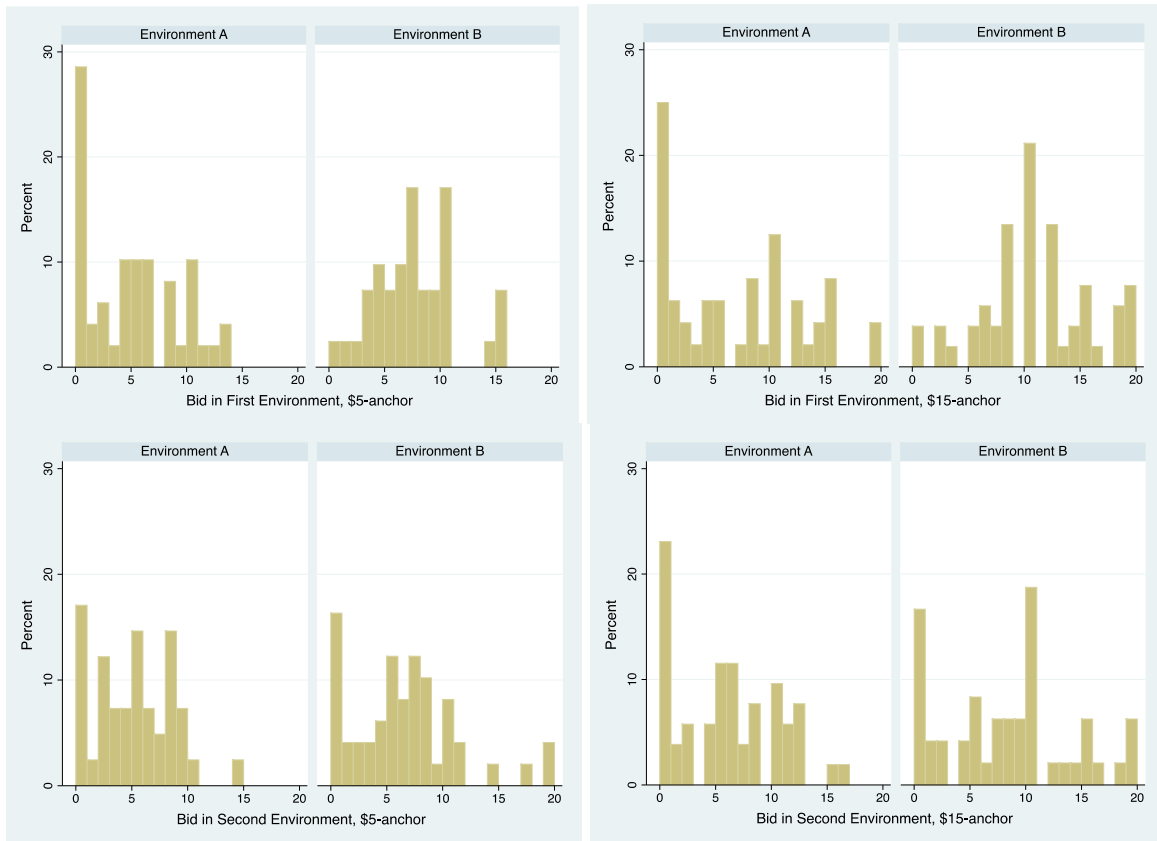 Environment A
Environment B
30
20
10
0
Percent
0 5 10 15 20
0 5 10 15 20
Bid in First Environment, $5-anchor
Environment A
Environment B
30
20
10
0
Percent
0 5 10 15 20
0 5 10 15 20
Bid in First Environment, $15-anchor
Environment A
Environment B
30
20
10
0
Percent
0 5 10 15 20
0 5 10 15 20
Bid in Second Environment, $5-anchor
Environment A
Environment B
30
20
10
0
Percent
0 5 10 15 20
0 5 10 15 20
Bid in Second Environment, $15-anchor